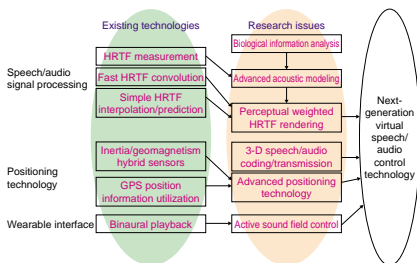 Existing technologies
Research issues
Biological information analysis
HRTF measurement
Speech/audio
signal processing
Fast HRTF convolution
Advanced acoustic modeling
Simple HRTF
interpolation/prediction
Perceptual weighted
HRTF rendering
Next-
generation
virtual
speech/
audio
control
technology
Inertia/geomagnetism
hybrid sensors
3-D speech/audio
coding/transmission
Positioning
technology
GPS position
information utilization
Advanced positioning
technology
Wearable interface
Binaural playback
Active sound field control